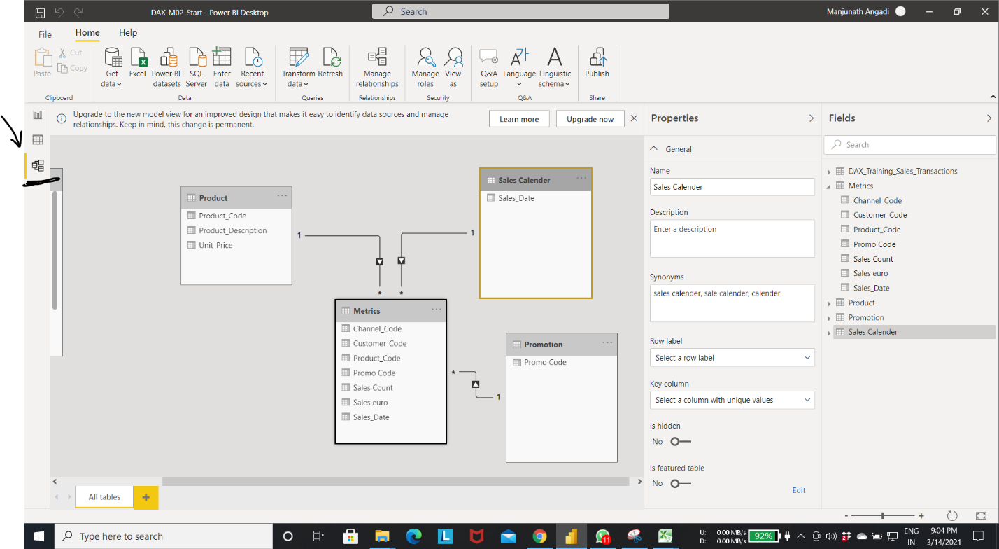 DAX-M02-Start - Power BI Desktop
Search
Manjunath Angadi
File
Home
Help
Paste
Cut
Copy
Clipboard
Get data
Excel
Power BI datasets
SQL Server
Enter data
Recent sources
Data
Transform data
Refresh
Queries
Manage relationships
Relationships
Manage roles
View as
Security
Q&A setup
Language
Linguistic schema
Q&A
Publish
Share
Upgrade to the new model view for an improved design that makes it easy to identify data sources and manage
relationships. Keep in mind, this change is permanent.
Learn more
Upgrade now
Product
Product_Code
Product_Description
Unit_Price
1
*
Sales Calender
Sales_Date
1
*
Metrics
Channel_Code
Customer_Code
Product_Code
Promo Code
Sales Count
Sales euro
Sales_Date
*
1
Promotion
Promo Code
All tables
+
Properties
General
Name
Sales Calender
Description
Enter a description
Synonyms
sales calender, sale calender, calender
Row label
Select a row label
Key column
Select a column with unique values
Is hidden
No
Is featured table
No
Edit
Fields
Search
DAX_Training_Sales_Transactions
Metrics
Channel_Code
Customer_Code
Product_Code
Promo Code
Sales Count
Sales euro
Sales_Date
Product
Promotion
Sales Calender
- +
Type here to search
L
11
U: 0.00 MB/s
D: 0.00 MB/s
92%
2
ENG
IN
9:04 PM
3/14/2021